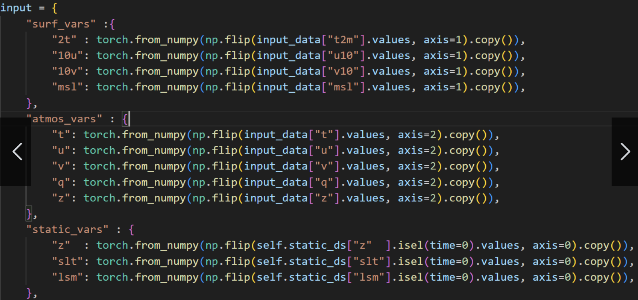 input = {
    "surf_vars" :{
        "2t" : torch.from_numpy(np.flip(input_data["t2m"].values, axis=1).copy()),
        "10u": torch.from_numpy(np.flip(input_data["u10"].values, axis=1).copy()),
        "10v": torch.from_numpy(np.flip(input_data["v10"].values, axis=1).copy()),
        "msl": torch.from_numpy(np.flip(input_data["msl"].values, axis=1).copy()),
    },
    "atmos_vars" : {
        "t": torch.from_numpy(np.flip(input_data["t"].values, axis=2).copy()),
        "u": torch.from_numpy(np.flip(input_data["u"].values, axis=2).copy()),
        "v": torch.from_numpy(np.flip(input_data["v"].values, axis=2).copy()),
        "q": torch.from_numpy(np.flip(input_data["q"].values, axis=2).copy()),
        "z": torch.from_numpy(np.flip(input_data["z"].values, axis=2).copy()),
    },
    "static_vars" : {
        "z"  : torch.from_numpy(np.flip(self.static_ds["z"  ].isel(time=0).values, axis=0).copy()),
        "slt": torch.from_numpy(np.flip(self.static_ds["slt"].isel(time=0).values, axis=0).copy()),
        "lsm": torch.from_numpy(np.flip(self.static_ds["lsm"].isel(time=0).values, axis=0).copy()),
    },